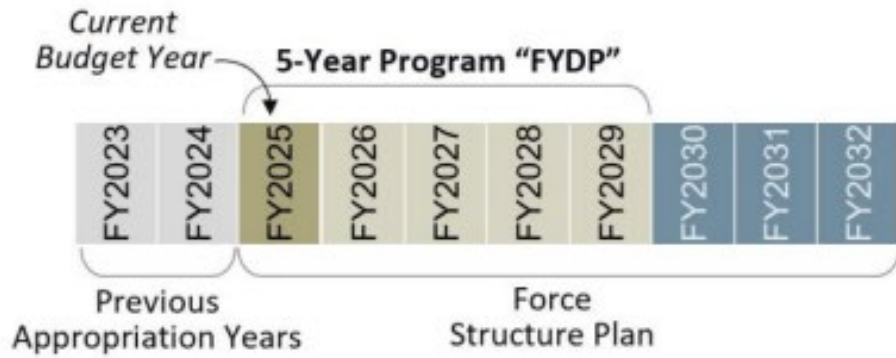 Current
Budget Year
5-Year Program “FYDP”
FY2023
FY2024
FY2025
FY2026
FY2027
FY2028
FY2029
FY2030
FY2031
FY2032
Previous
Appropriation Years
Force
Structure Plan